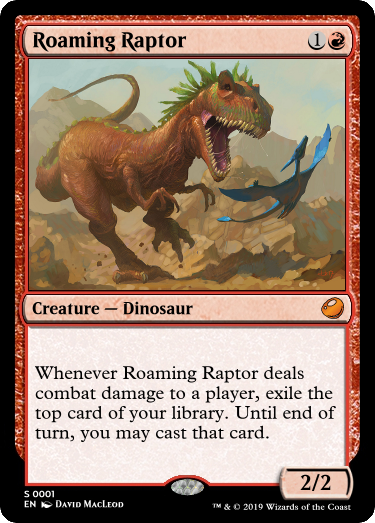 Roaming Raptor 1
Creature — Dinosaur
Whenever Roaming Raptor deals
combat damage to a player, exile the
top card of your library. Until end of
turn, you may cast that card.
2/2
S 0001
EN David MacLeod
™ & © 2019 Wizards of the Coast